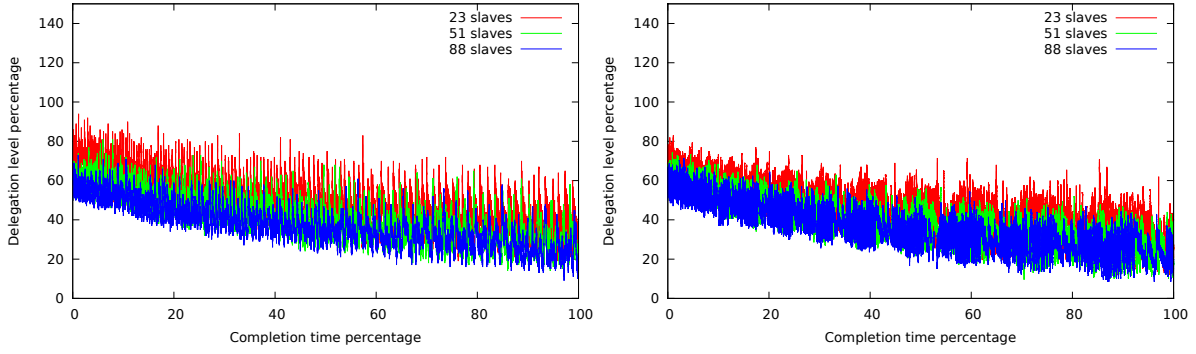 140
120
100
80
60
40
20
0
Delegation level percentage
23 slaves
51 slaves
88 slaves
0 20 40 60 80 100
Completion time percentage
140
120
100
80
60
40
20
0
Delegation level percentage
23 slaves
51 slaves
88 slaves
0 20 40 60 80 100
Completion time percentage